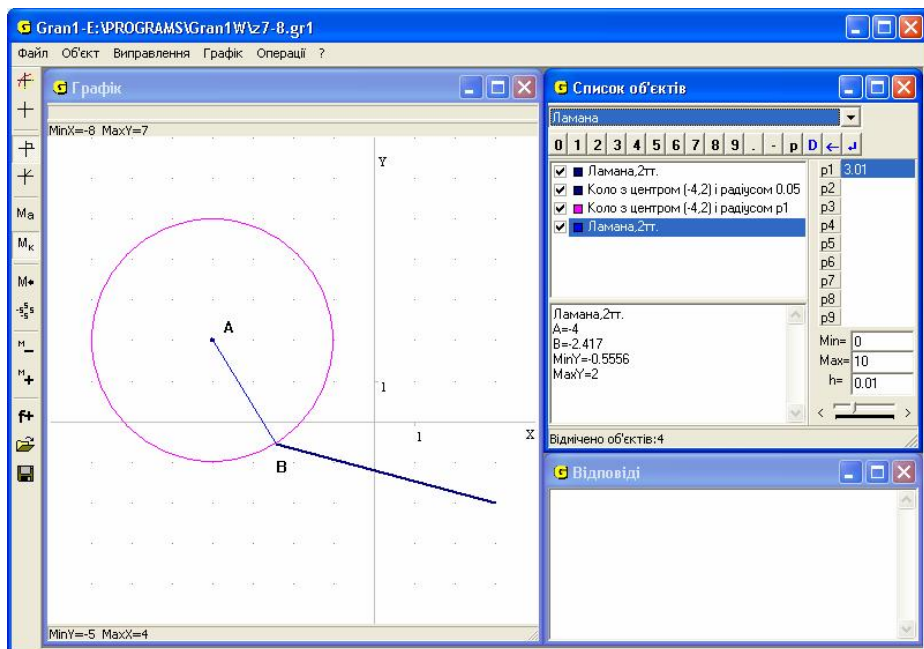 Gran1-E:\PROGRAMS\Gran1W\z7-8.gr1
Файл Об'єкт Виправлення Графік Операції ?
Графік
MinX=-8 MaxY=7
Y
A
1
1
X
B
MinY=-5 MaxX=4
Mа
Mк
M
-555
M
M+
f+
Список об'єктів
Ламана
0 1 2 3 4 5 6 7 8 9 . - p D ← ↲
Ламана,2тт.
Коло з центром (-4,2) і радіусом 0.05
Коло з центром (-4,2) і радіусом p1
Ламана,2тт.
p1 3.01
p2
p3
p4
p5
p6
p7
p8
p9
Ламана,2тт.
A=-4
B=-2.417
MinY=-0.5556
MaxY=2
Min= 0
Max= 10
h= 0.01
< >
Відмічено об'єктів:4
Відповіді